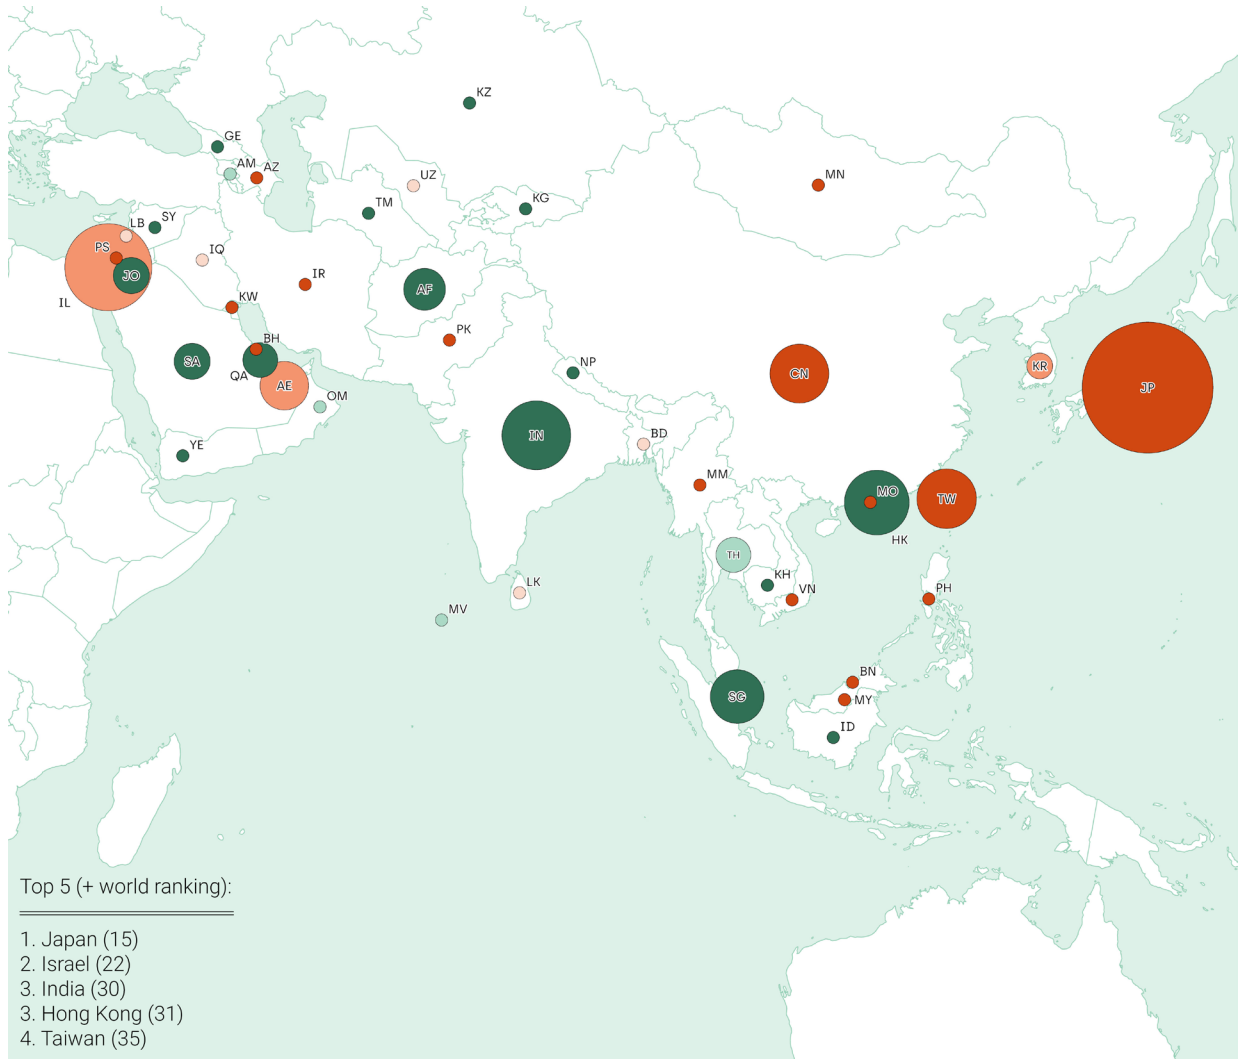 KZ
GE
AM
AZ
UZ
MN
TM
KG
LB
SY
PS
IQ
JO
IR
AF
IL
KW
PK
BH
NP
SA
QA
AE
CN
KR
JP
OM
IN
BD
YE
MM
MO
TW
HK
TH
KH
LK
VN
PH
MV
BN
SG
MY
ID
Top 5 (+ world ranking):
1. Japan (15)
2. Israel (22)
3. India (30)
3. Hong Kong (31)
4. Taiwan (35)